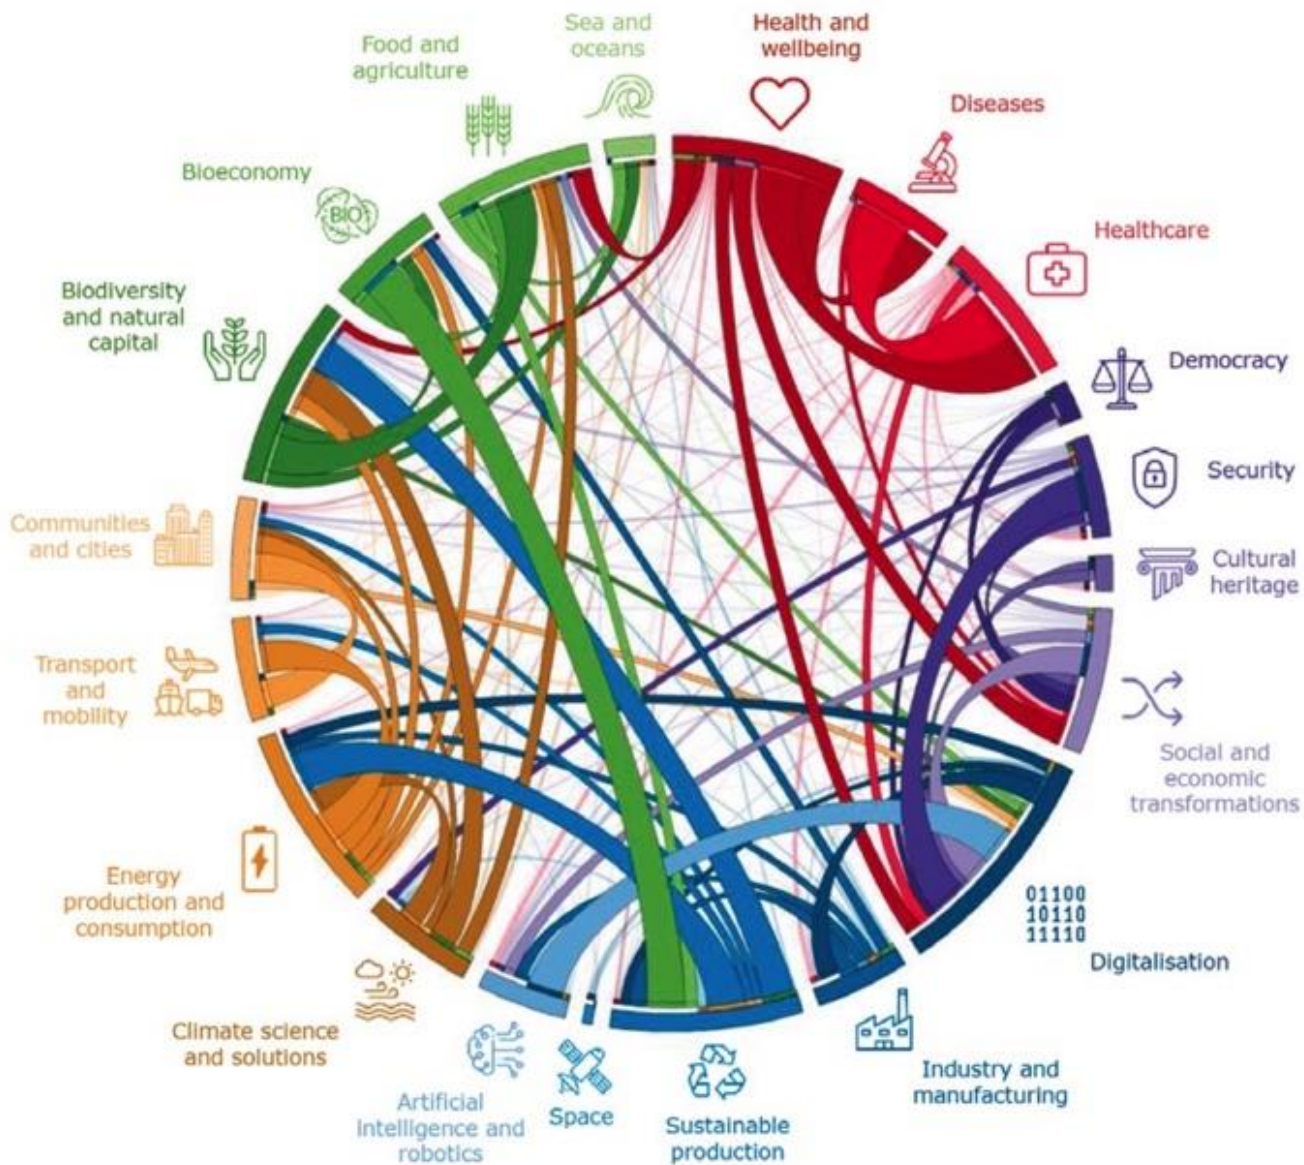 Sea and
oceans
Health and
wellbeing
Food and
agriculture
Diseases
Bioeconomy
BIO
Healthcare
Biodiversity
and natural
capital
Democracy
Security
Communities
and cities
Cultural
heritage
Transport
and
mobility
Social and
economic
transformations
Energy
production and
consumption
01100
10110
11110
Digitalisation
Climate science
and solutions
Artificial
intelligence and
robotics
Space
Sustainable
production
Industry and
manufacturing